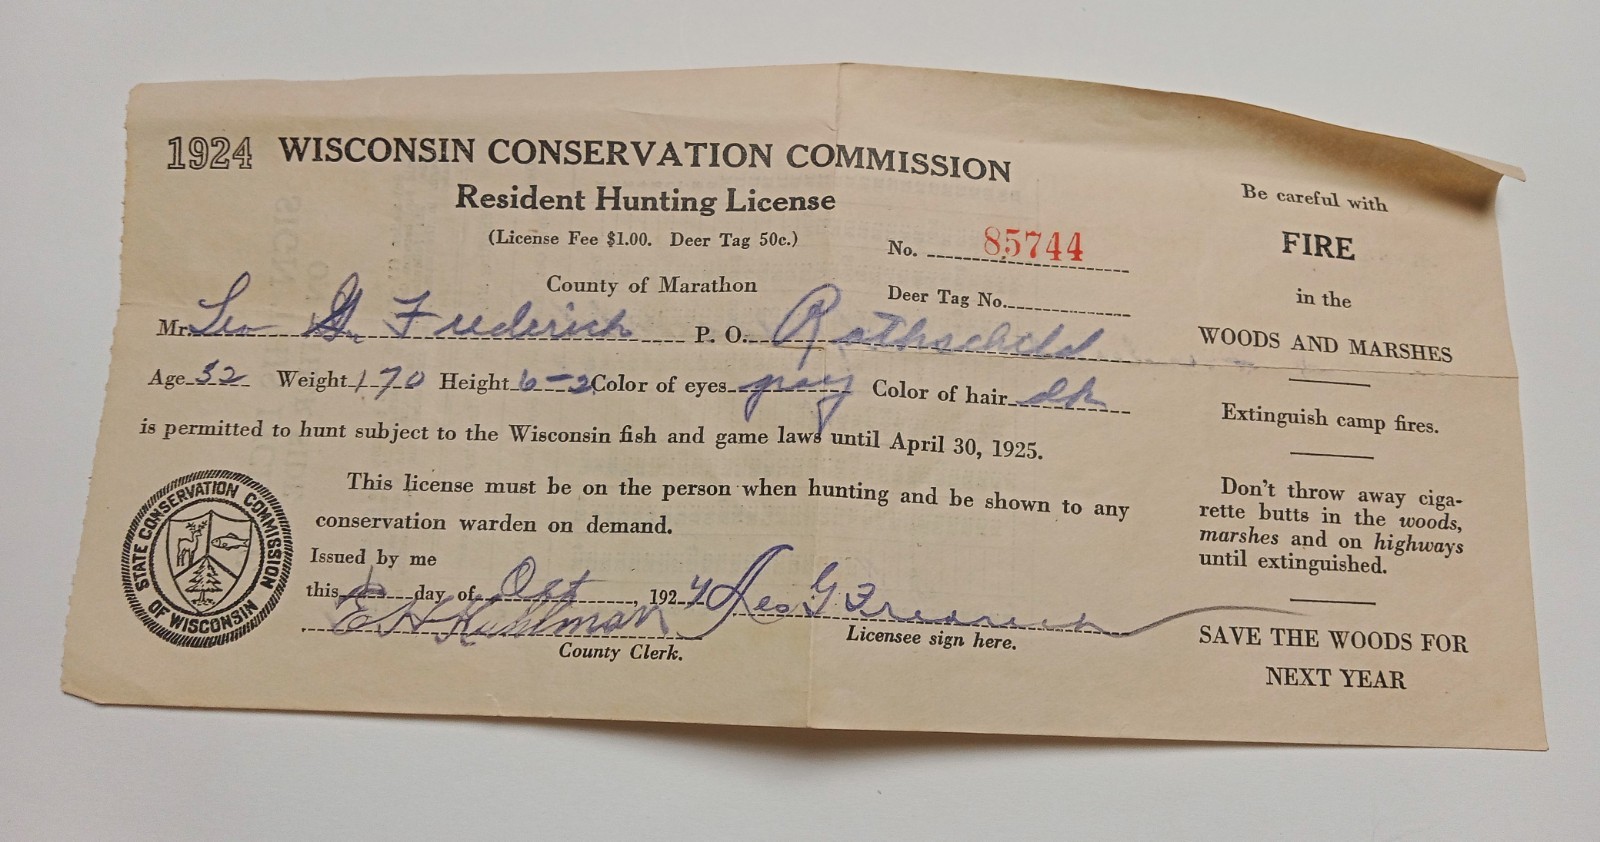 1924 WISCONSIN CONSERVATION COMMISSION
Resident Hunting License
(License Fee $1.00. Deer Tag 50c.)
No. 85744
County of Marathon
Deer Tag No.
Mr. Leo G. Frederich P. O. Rothschild
Age 32 Weight 170 Height 6-2 Color of eyes gray Color of hair dk
is permitted to hunt subject to the Wisconsin fish and game laws until April 30, 1925.
This license must be on the person when hunting and be shown to any
conservation warden on demand.
Issued by me
this day of Oct, 1924
E H Kuhlman
County Clerk.
Leo G Fredrich
Licensee sign here.
STATE CONSERVATION COMMISSION
OF WISCONSIN
Be careful with
FIRE
in the
WOODS AND MARSHES
Extinguish camp fires.
Don't throw away ciga-
rette butts in the woods,
marshes and on highways
until extinguished.
SAVE THE WOODS FOR
NEXT YEAR